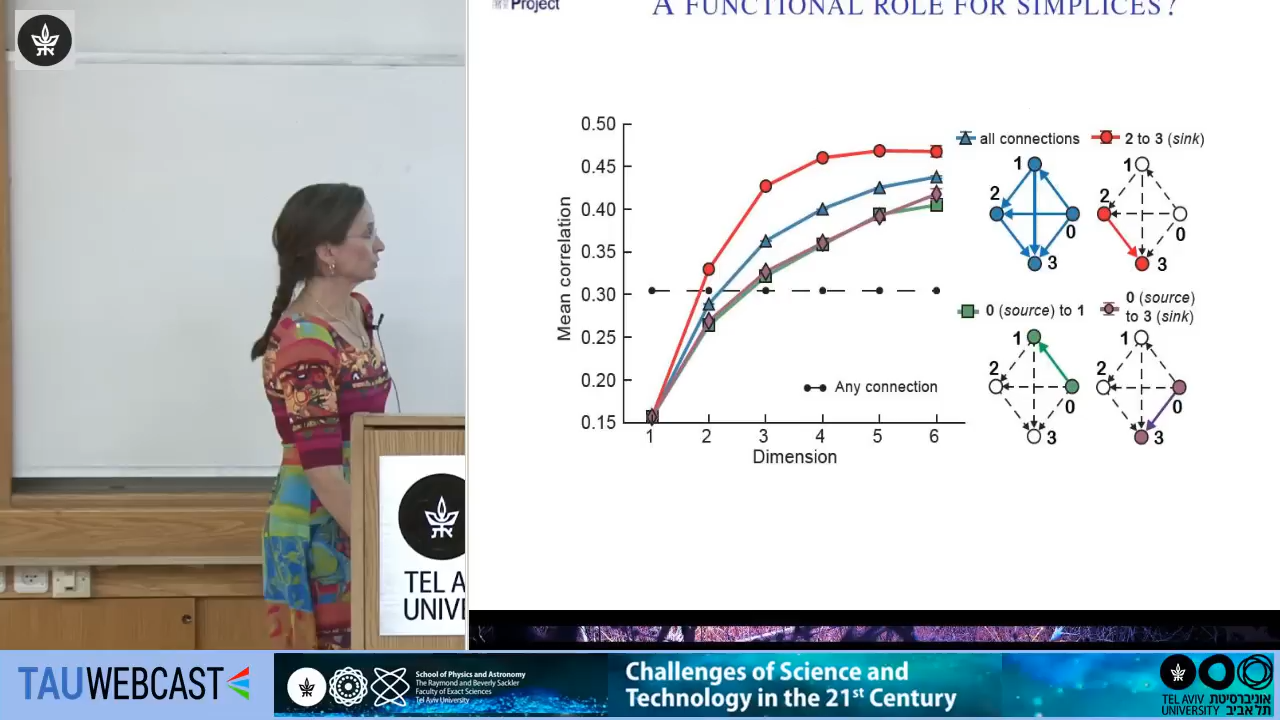 Project
A FUNCTIONAL ROLE FOR SIMPLICES?
0.50
0.45
0.40
0.35
0.30
0.25
0.20
0.15
Mean correlation
1 2 3 4 5 6
Dimension
Any connection
all connections
2 to 3 (sink)
1
2
0
3
1
2
0
3
0 (source) to 1
0 (source)
to 3 (sink)
1
2
0
3
1
2
0
3
TEL A
UNIVE
TAUWEBCAST
School of Physics and Astronomy
The Raymond and Beverly Sackler
Faculty of Exact Sciences
Tel Aviv University
Challenges of Science and
Technology in the 21st Century
TEL AVIV אוניברסיטת
UNIVERSITY תל אביב